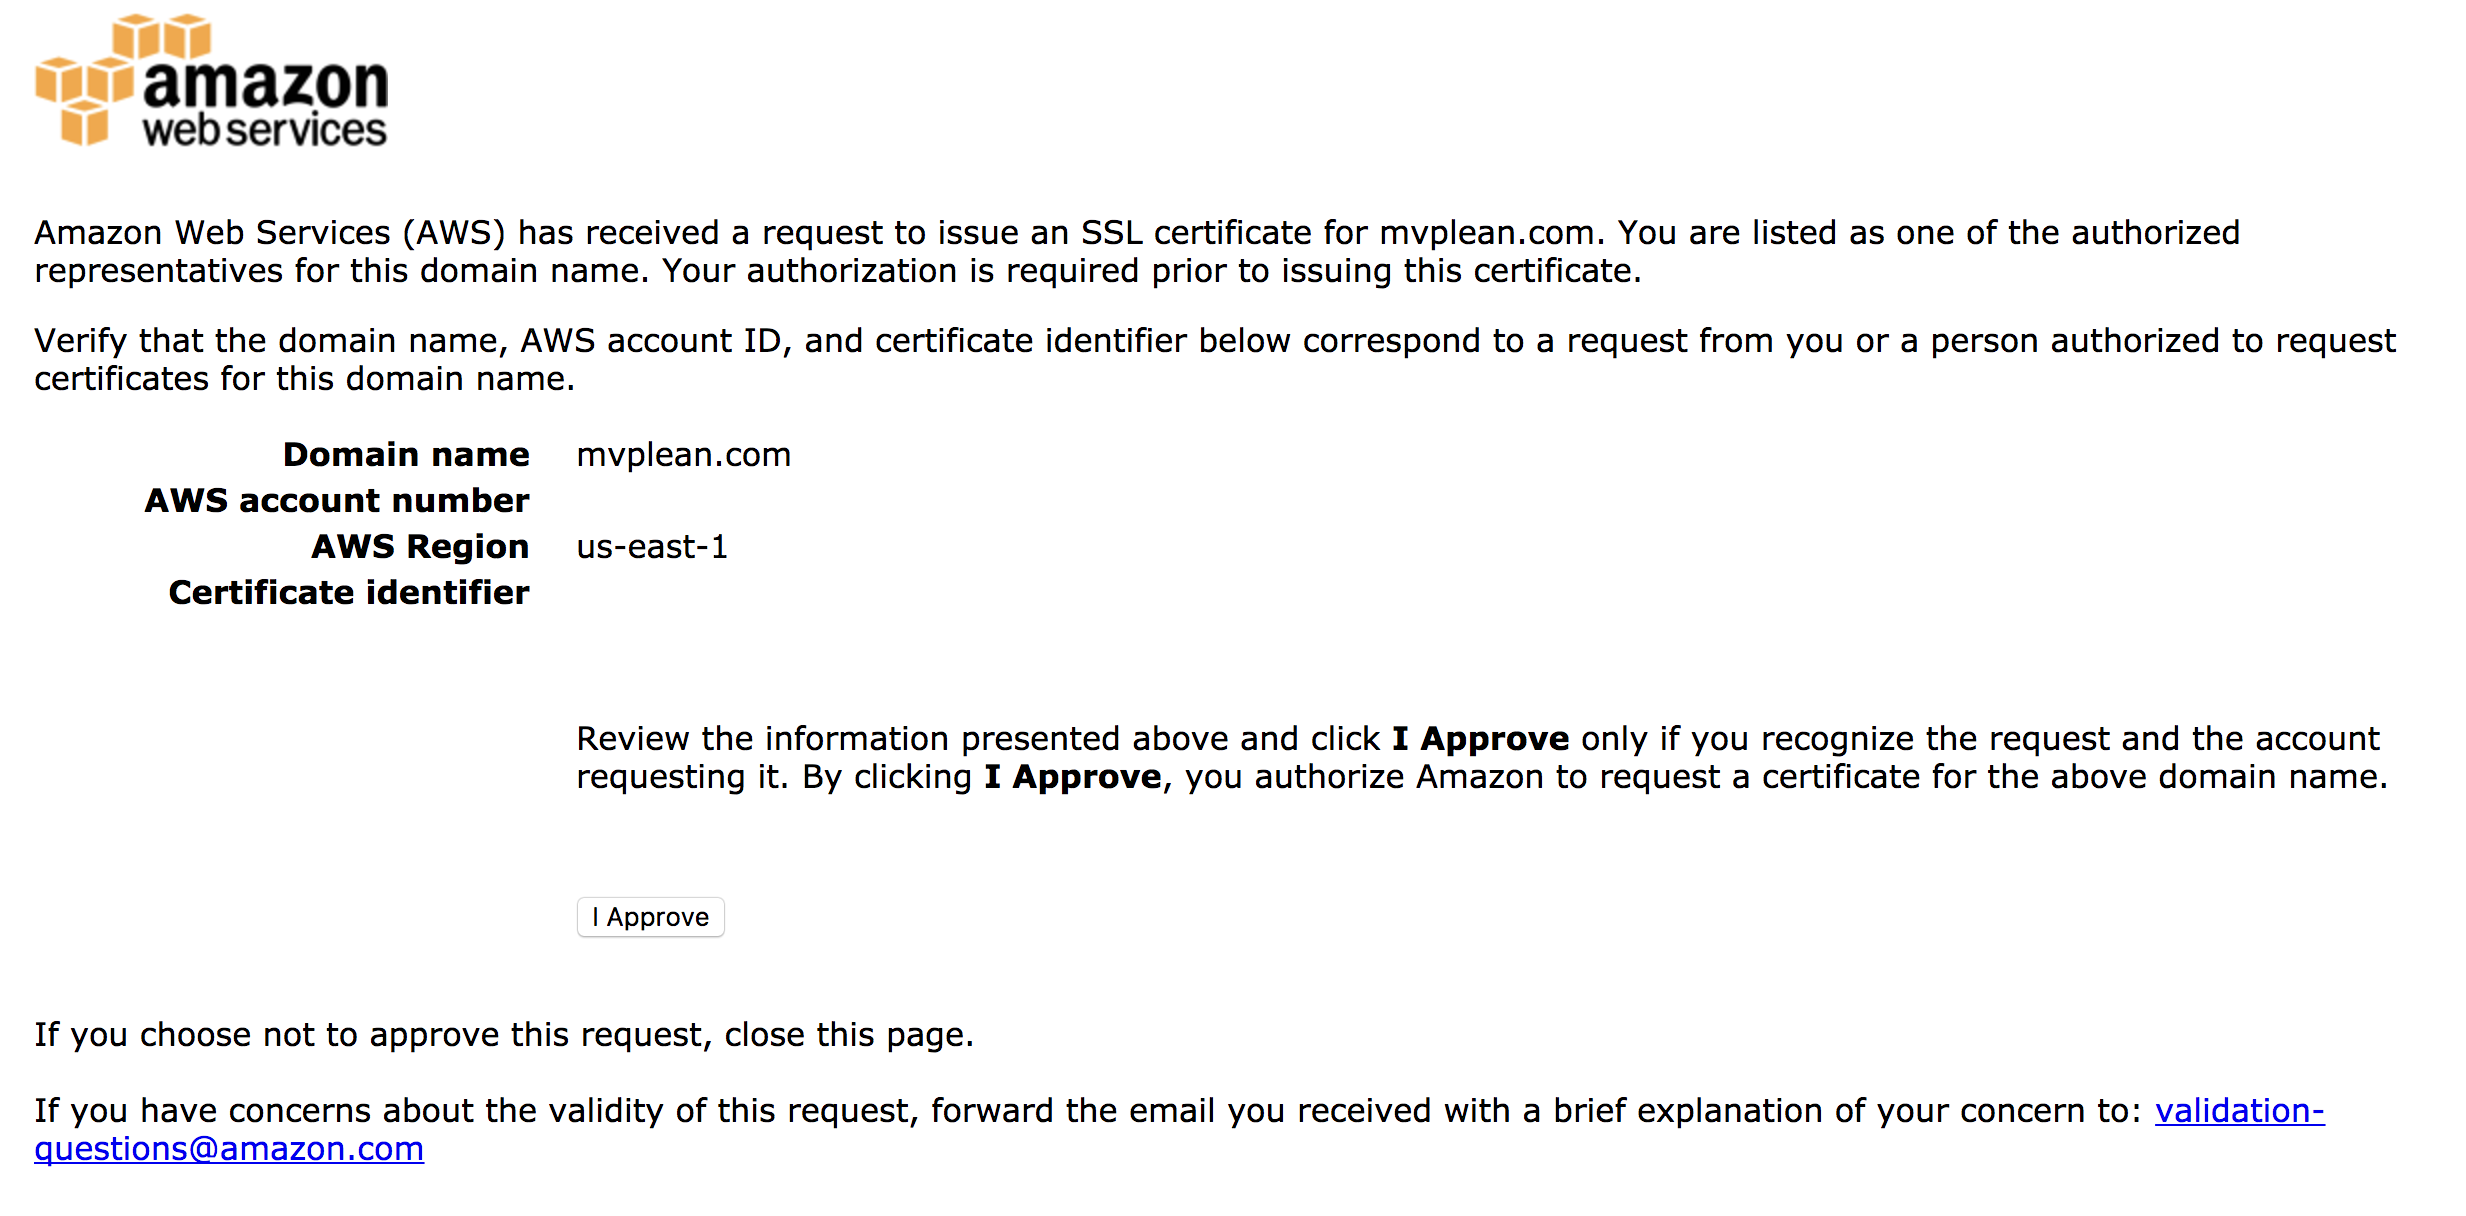 amazon
web services
Amazon Web Services (AWS) has received a request to issue an SSL certificate for mvplean.com. You are listed as one of the authorized
representatives for this domain name. Your authorization is required prior to issuing this certificate.
Verify that the domain name, AWS account ID, and certificate identifier below correspond to a request from you or a person authorized to request
certificates for this domain name.
Domain name mvplean.com
AWS account number
AWS Region us-east-1
Certificate identifier
Review the information presented above and click I Approve only if you recognize the request and the account
requesting it. By clicking I Approve, you authorize Amazon to request a certificate for the above domain name.
I Approve
If you choose not to approve this request, close this page.
If you have concerns about the validity of this request, forward the email you received with a brief explanation of your concern to: validation-
questions@amazon.com